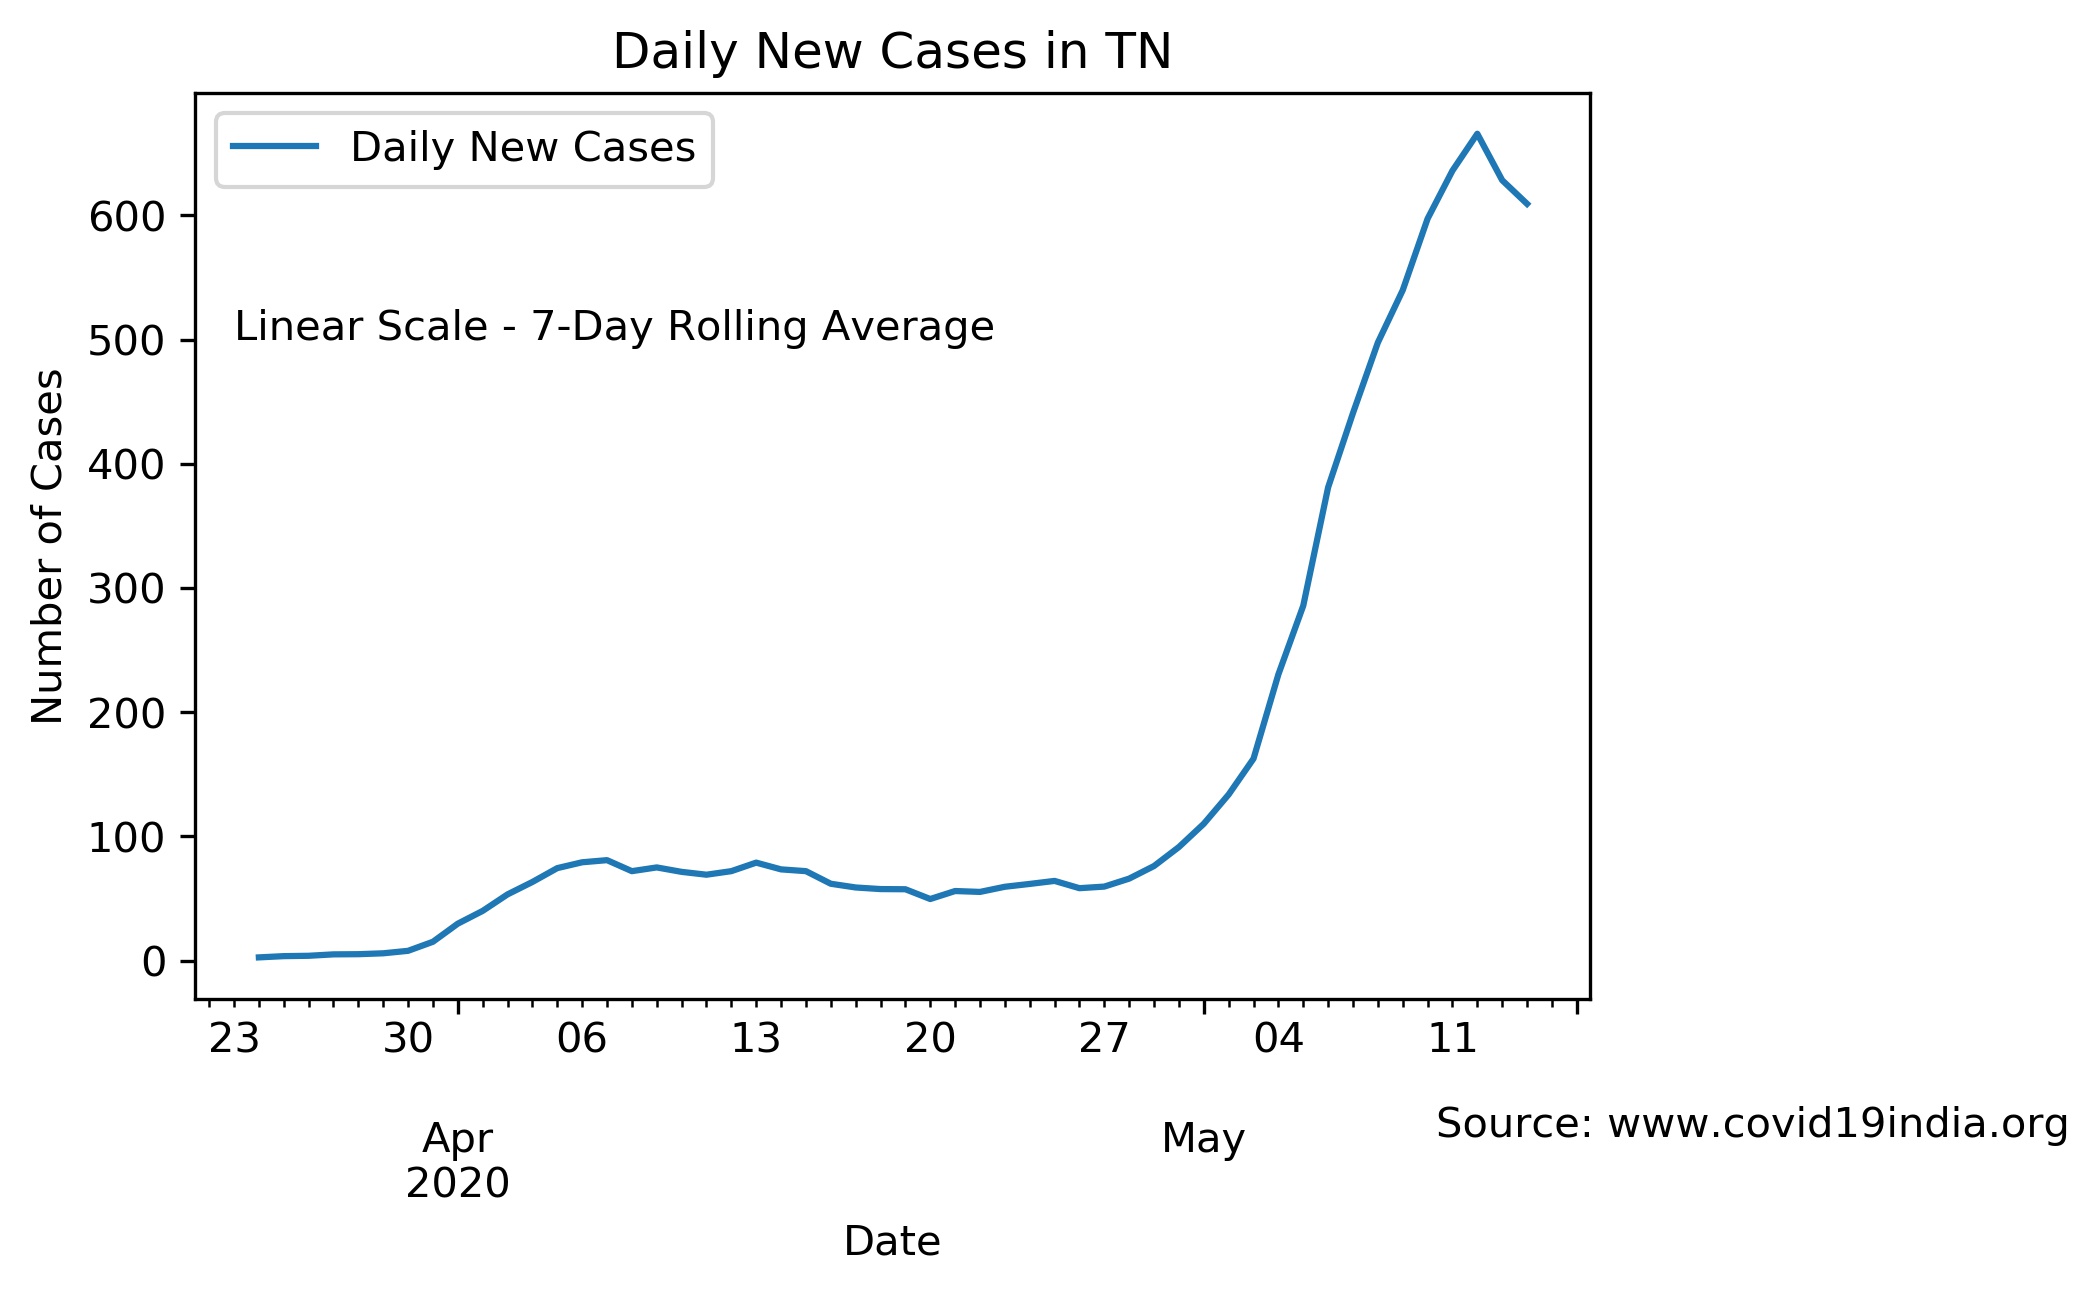 Daily New Cases in TN
Daily New Cases
Linear Scale - 7-Day Rolling Average
Number of Cases
600
500
400
300
200
100
0
23 30 06 13 20 27 04 11
Apr May
2020
Source: www.covid19india.org
Date